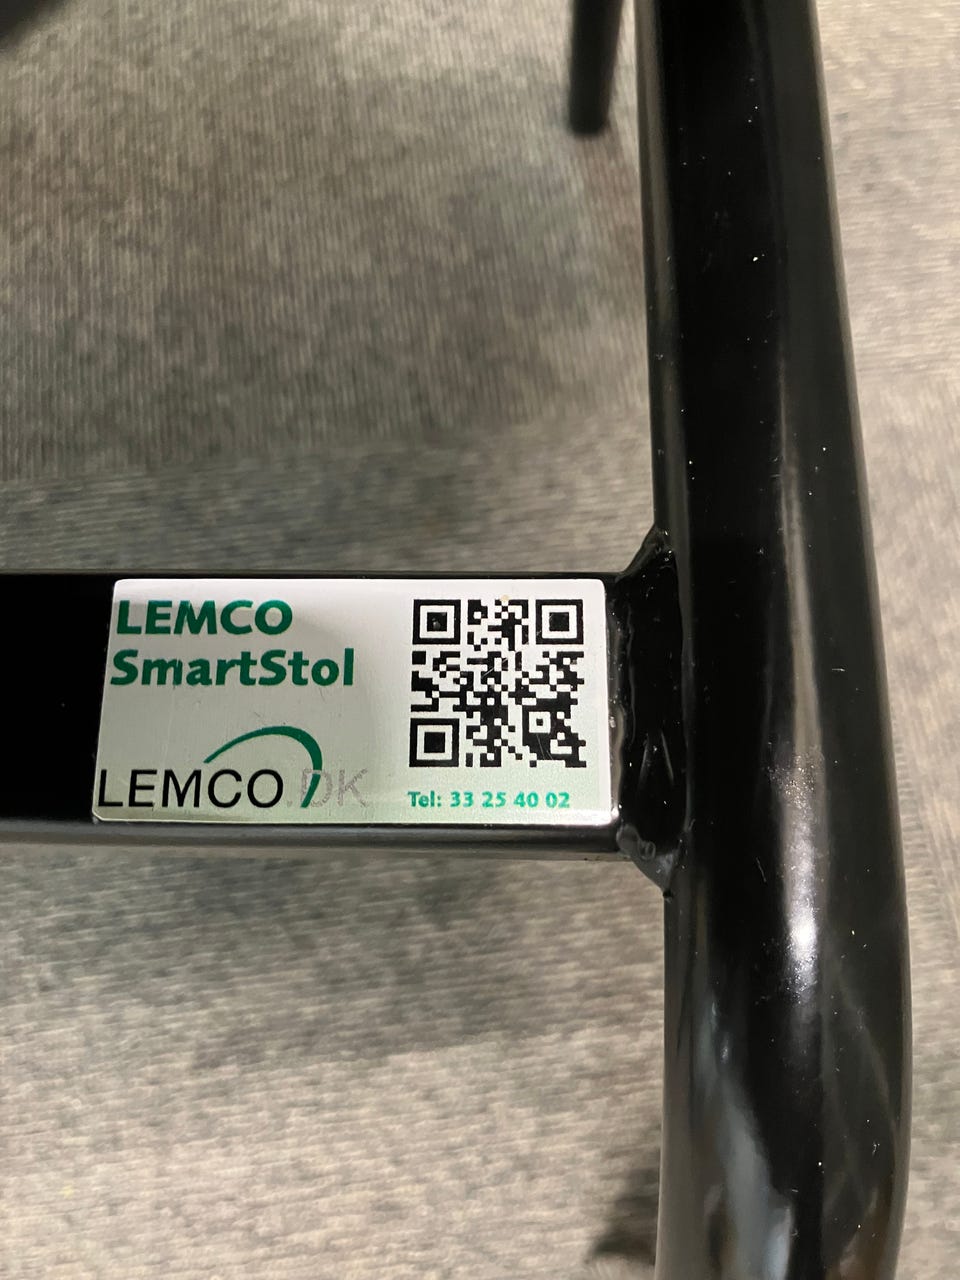 LEMCO
SmartStol
LEMCO.DK
Tel: 33 25 40 02